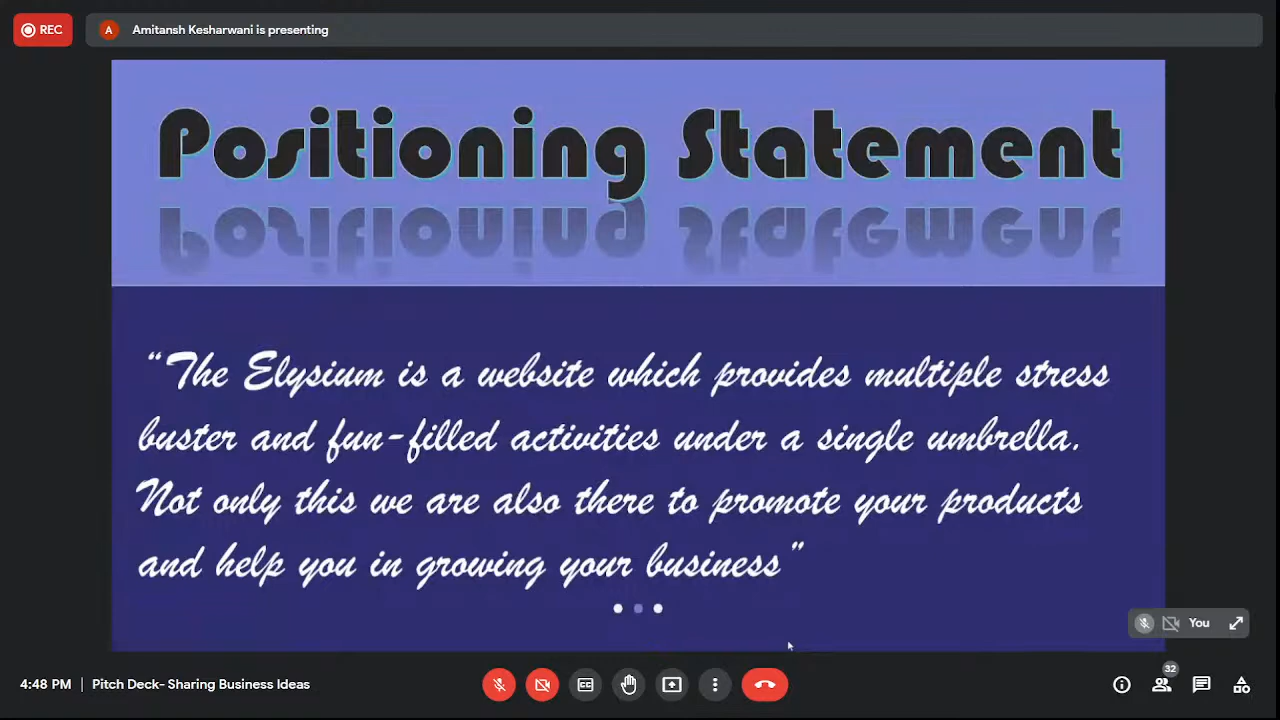 REC
A Amitansh Kesharwani is presenting
Positioning Statement
“The Elysium is a website which provides multiple stress
buster and fun-filled activities under a single umbrella.
Not only this we are also there to promote your products
and help you in growing your business”
You
32
4:48 PM | Pitch Deck- Sharing Business Ideas